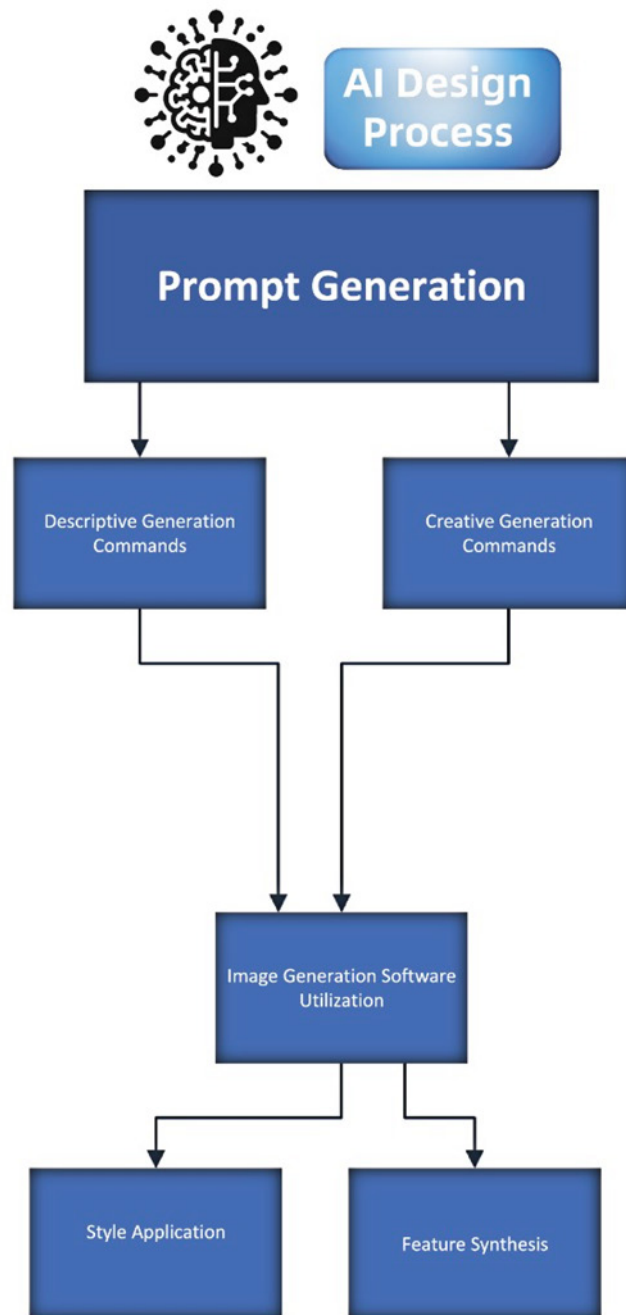 AI Design
Process
Prompt Generation
Descriptive Generation
Commands
Creative Generation
Commands
Image Generation Software
Utilization
Style Application
Feature Synthesis